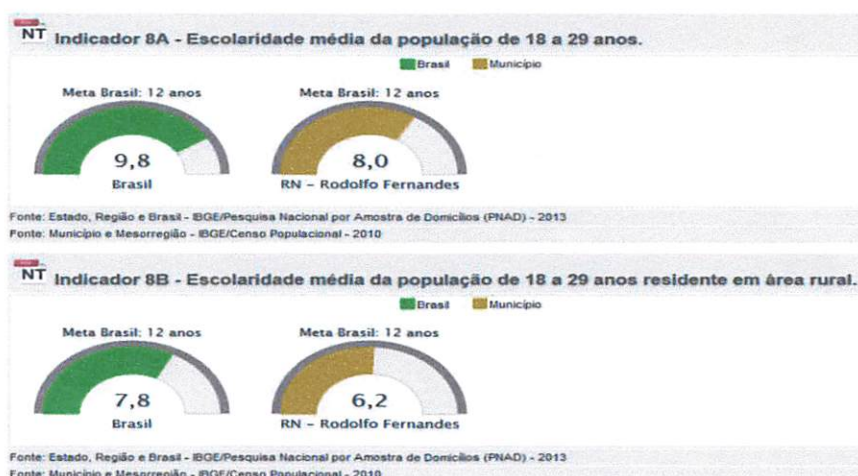 NT Indicador 8A - Escolaridade média da população de 18 a 29 anos.
Brasil Município
Meta Brasil: 12 anos Meta Brasil: 12 anos
9,8 8,0
Brasil RN - Rodolfo Fernandes
Fonte: Estado, Região e Brasil - IBGE/Pesquisa Nacional por Amostra de Domicílios (PNAD) - 2013
Fonte: Município e Mesorregião - IBGE/Censo Populacional - 2010
NT Indicador 8B - Escolaridade média da população de 18 a 29 anos residente em área rural.
Brasil Município
Meta Brasil: 12 anos Meta Brasil: 12 anos
7,8 6,2
Brasil RN - Rodolfo Fernandes
Fonte: Estado, Região e Brasil - IBGE/Pesquisa Nacional por Amostra de Domicílios (PNAD) - 2013
Fonte: Município e Mesorregião - IBGE/Censo Populacional - 2010